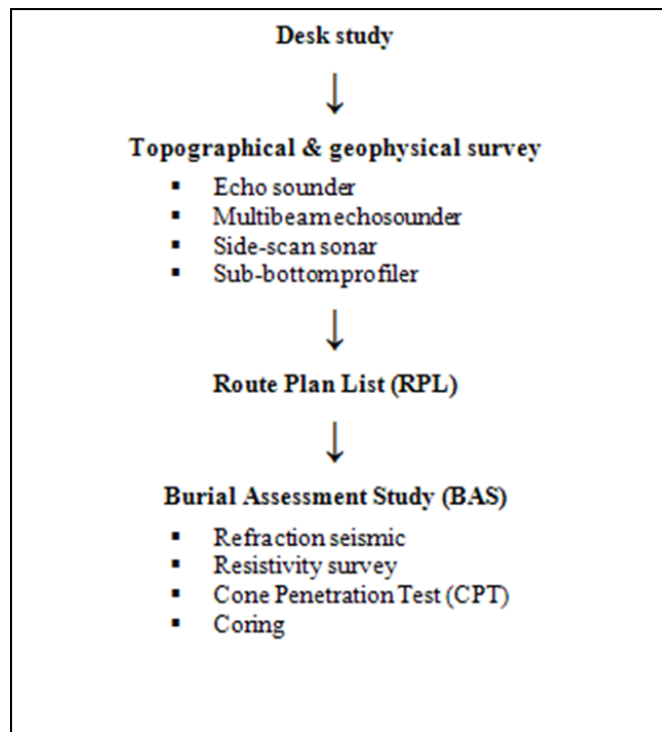 Desk study
↓
Topographical & geophysical survey
▪ Echo sounder
▪ Multibeamechosounder
▪ Side-scan sonar
▪ Sub-bottomprofiler
↓
Route Plan List (RPL)
↓
Burial Assessment Study (BAS)
▪ Refraction seismic
▪ Resistivity survey
▪ Cone Penetration Test (CPT)
▪ Coring